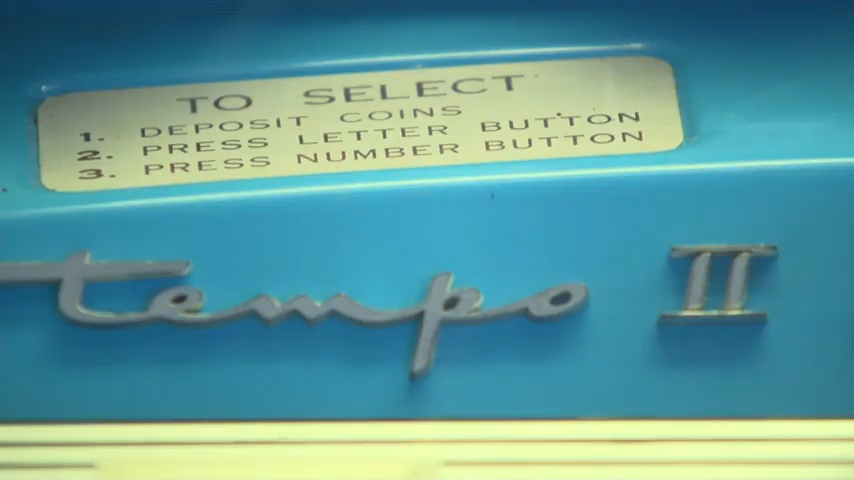 TO SELECT
1. DEPOSIT COINS
2. PRESS LETTER BUTTON
3. PRESS NUMBER BUTTON
tempo II